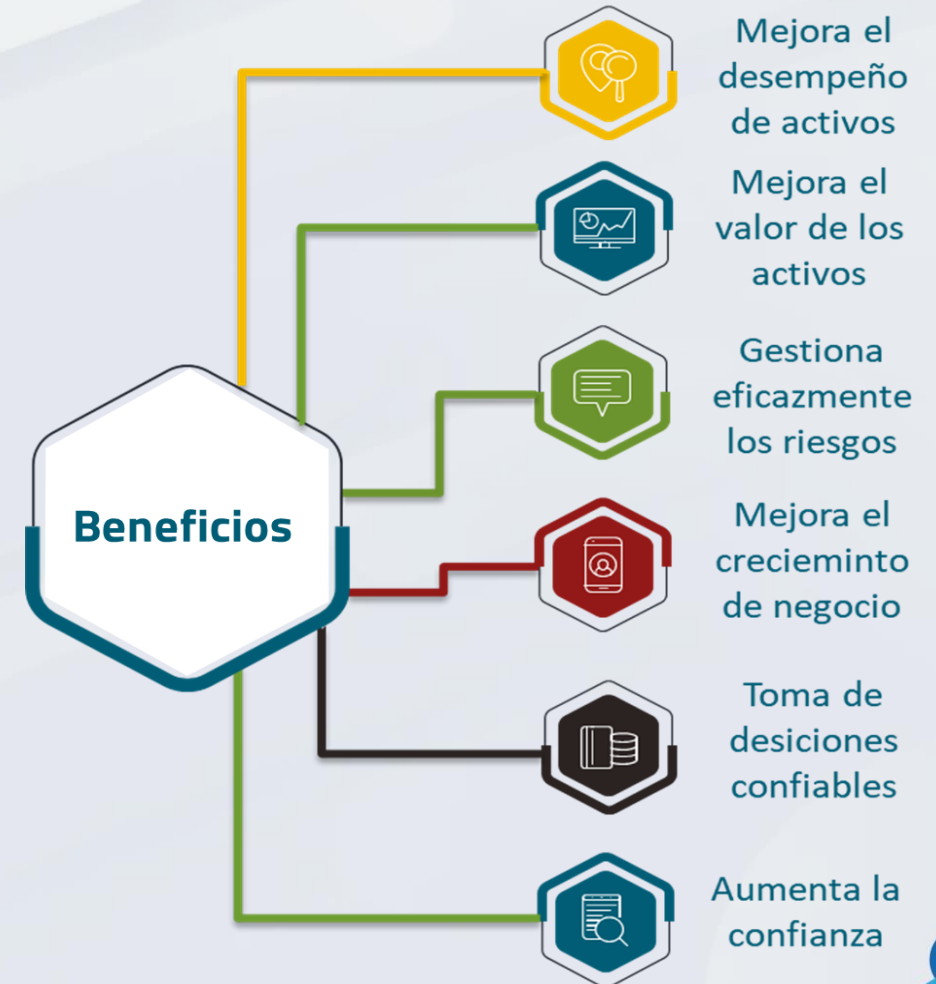 Beneficios
Mejora el
desempeño
de activos
Mejora el
valor de los
activos
Gestiona
eficazmente
los riesgos
Mejora el
crecieminto
de negocio
Toma de
desiciones
confiables
Aumenta la
confianza